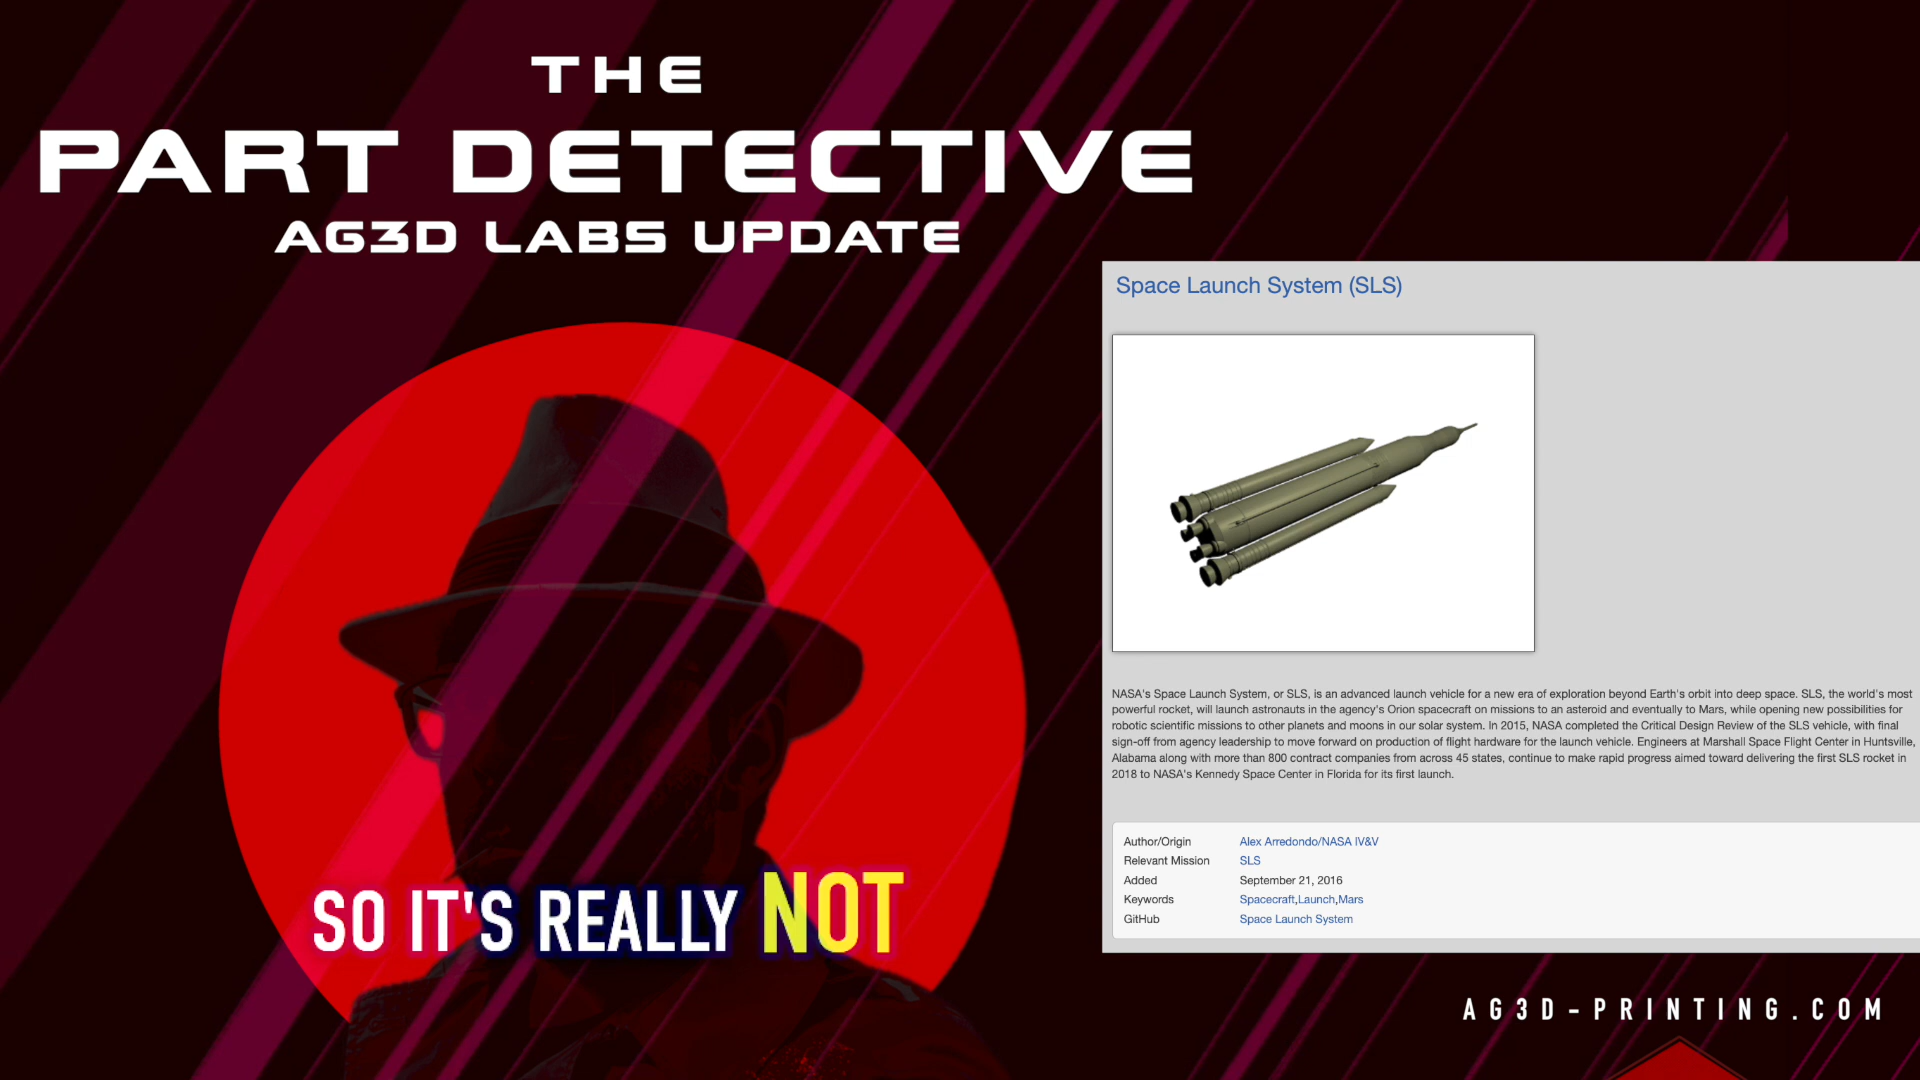 THE
PART DETECTIVE
AG3D LABS UPDATE
Space Launch System (SLS)
NASA's Space Launch System, or SLS, is an advanced launch vehicle for a new era of exploration beyond Earth's orbit into deep space. SLS, the world's most
powerful rocket, will launch astronauts in the agency's Orion spacecraft on missions to an asteroid and eventually to Mars, while opening new possibilities for
robotic scientific missions to other planets and moons in our solar system. In 2015, NASA completed the Critical Design Review of the SLS vehicle, with final
sign-off from agency leadership to move forward on production of flight hardware for the launch vehicle. Engineers at Marshall Space Flight Center in Huntsville,
Alabama along with more than 800 contract companies from across 45 states, continue to make rapid progress aimed toward delivering the first SLS rocket in
2018 to NASA's Kennedy Space Center in Florida for its first launch.
Author/Origin Alex Arredondo/NASA IV&V
Relevant Mission SLS
Added September 21, 2016
Keywords Spacecraft,Launch,Mars
GitHub Space Launch System
SO IT'S REALLY NOT
AG3D-PRINTING.COM